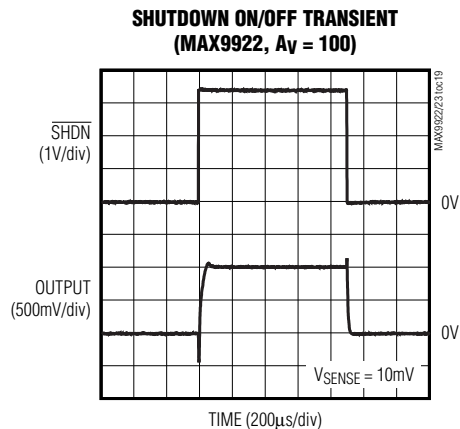 SHUTDOWN ON/OFF TRANSIENT
(MAX9922, AV = 100)
MAX9922/23 toc19
SHDN
(1V/div)
0V
OUTPUT
(500mV/div)
0V
VSENSE = 10mV
TIME (200µs/div)